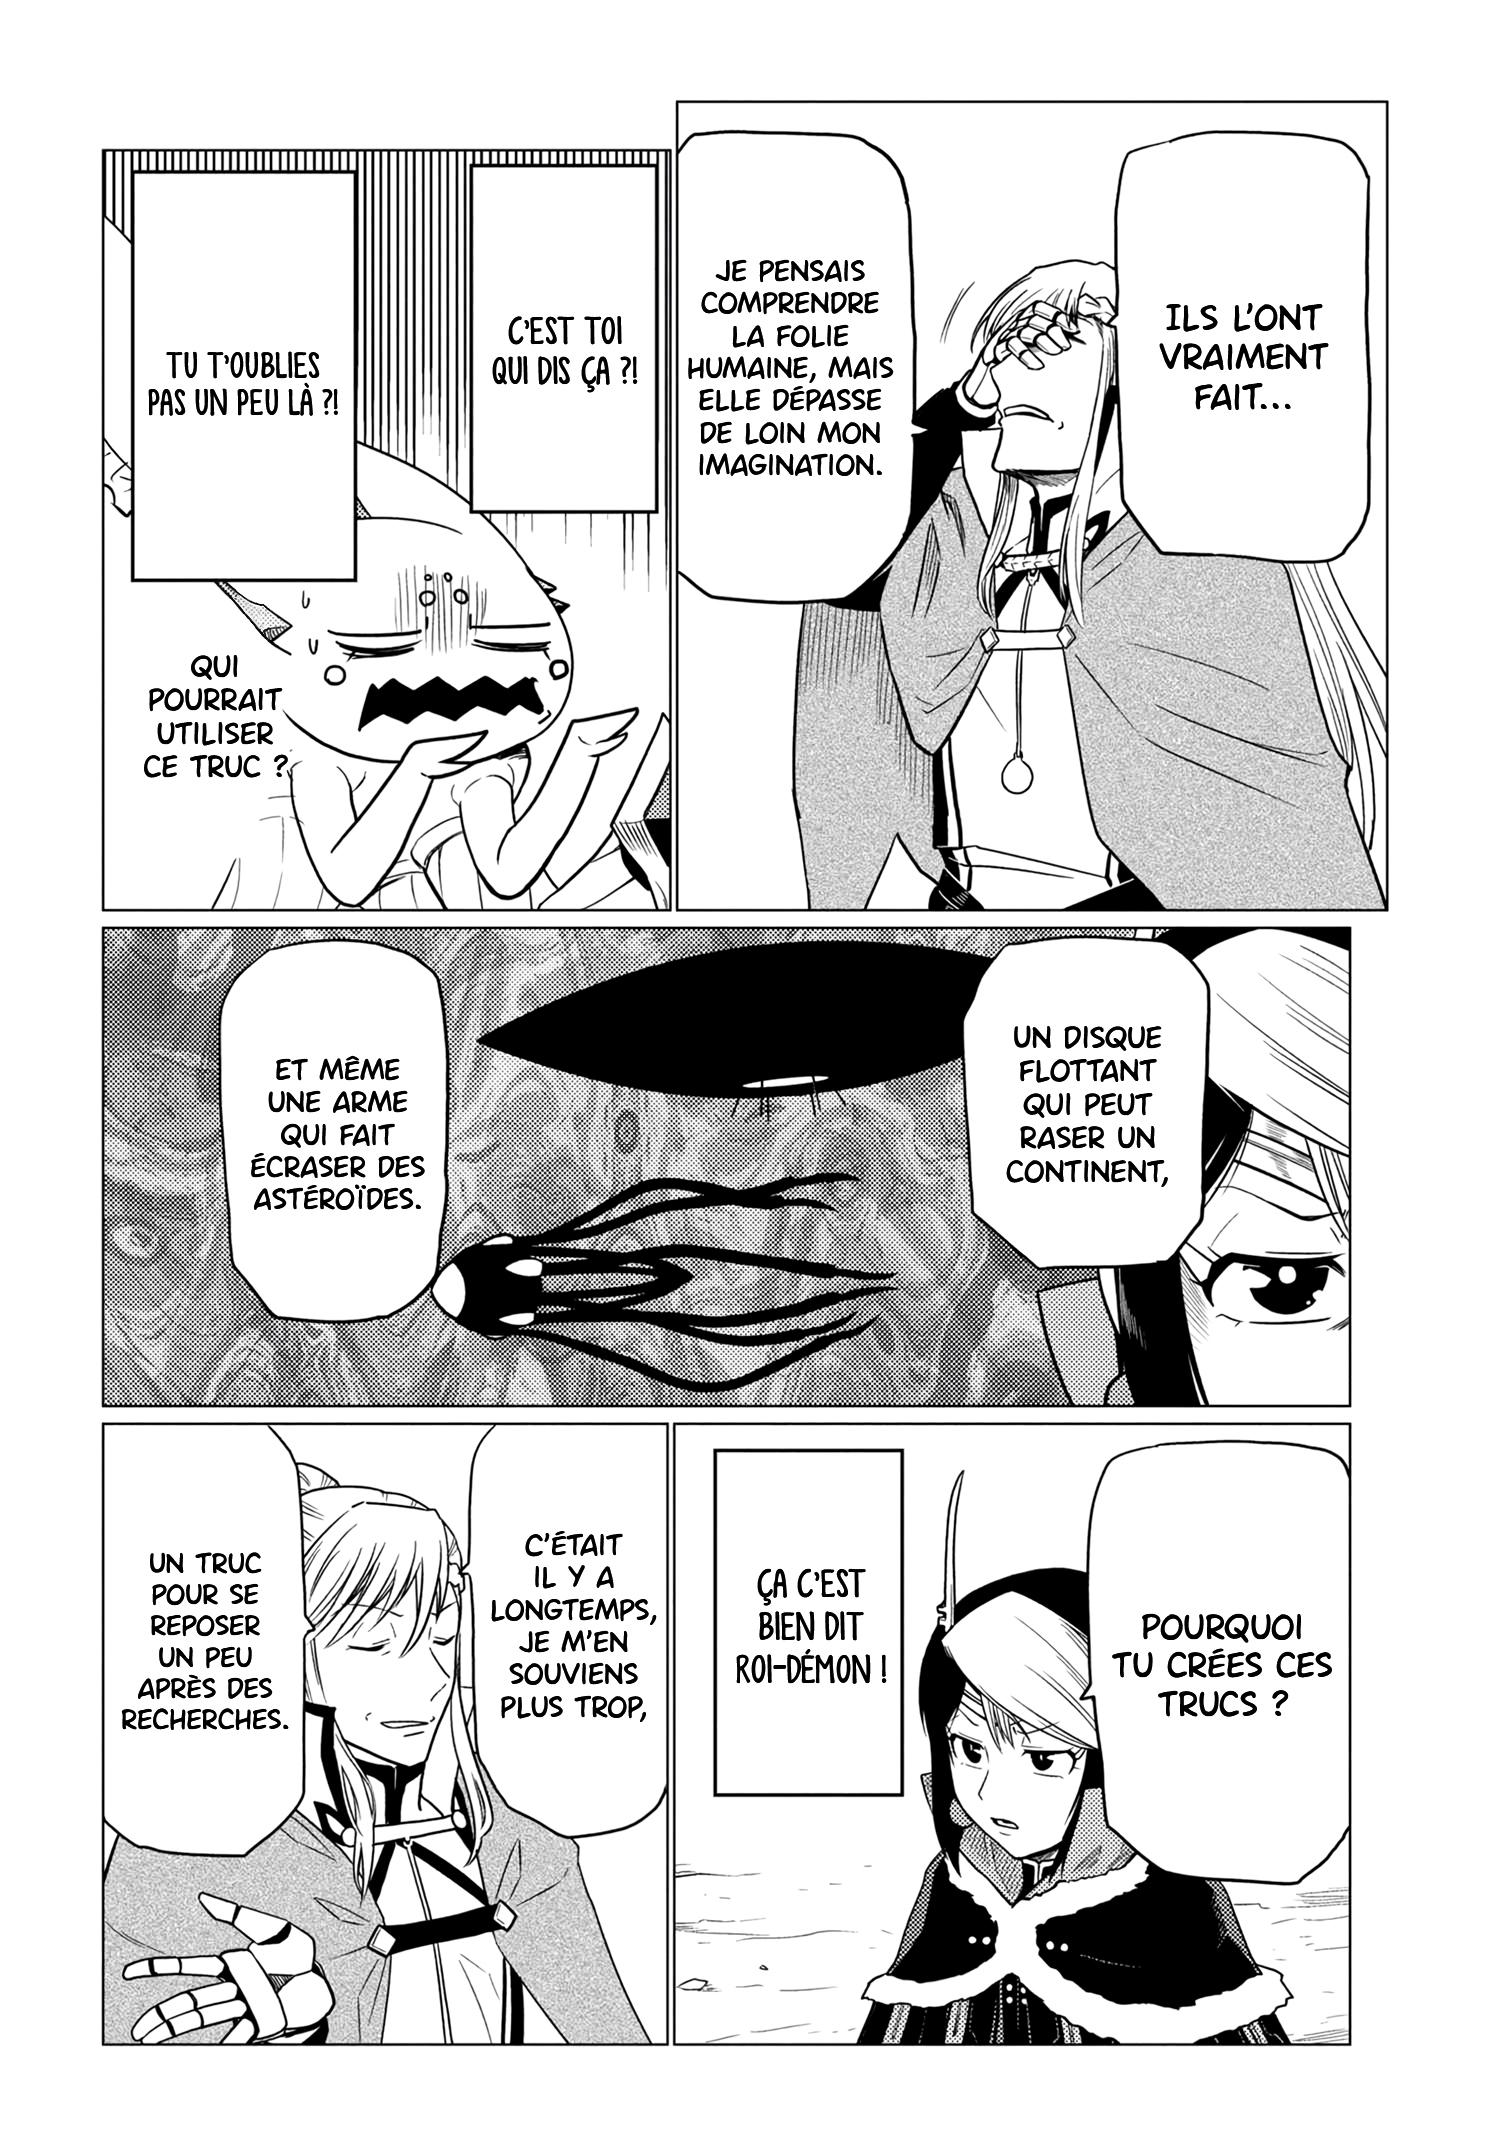 ILS L'ONT
VRAIMENT
FAIT...
JE PENSAIS
COMPRENDRE
LA FOLIE
HUMAINE, MAIS
ELLE DÉPASSE
DE LOIN MON
IMAGINATION.
C'EST TOI
QUI DIS ÇA ?!
TU T'OUBLIES
PAS UN PEU LÀ ?!
QUI
POURRAIT
UTILISER
CE TRUC ?
UN DISQUE
FLOTTANT
QUI PEUT
RASER UN
CONTINENT,
ET MÊME
UNE ARME
QUI FAIT
ÉCRASER DES
ASTÉROÏDES.
POURQUOI
TU CRÉES CES
TRUCS ?
ÇA C'EST
BIEN DIT
ROI-DÉMON !
C'ÉTAIT
IL Y A
LONGTEMPS,
JE M'EN
SOUVIENS
PLUS TROP,
UN TRUC
POUR SE
REPOSER
UN PEU
APRÈS DES
RECHERCHES.